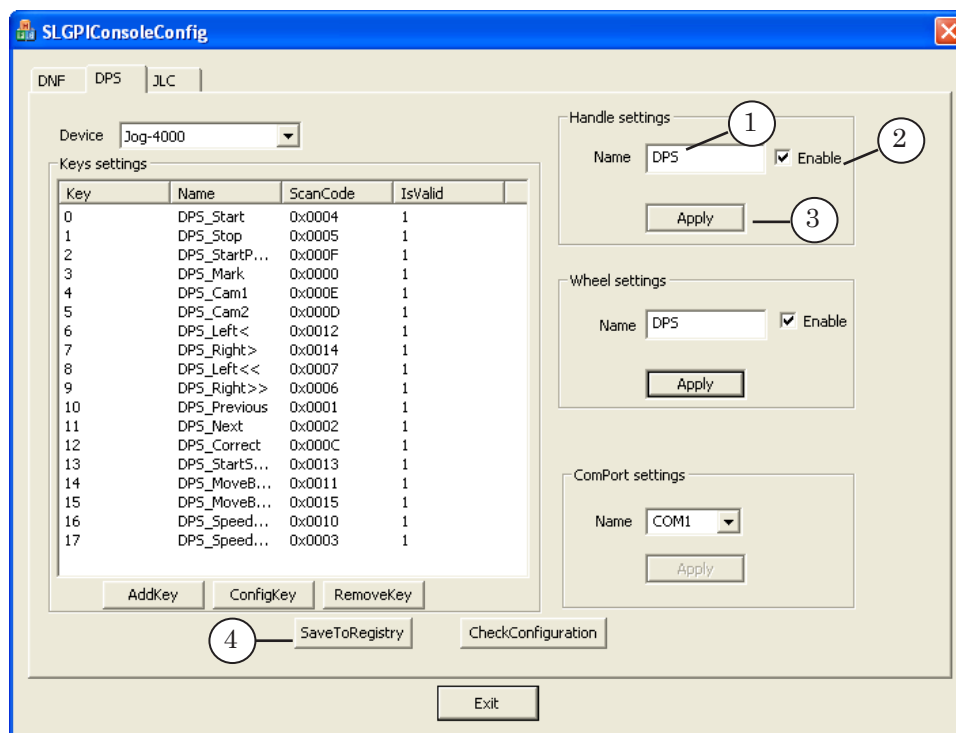 SLGPIConsoleConfig
DNF DPS JLC
Device Jog-4000
Keys settings
Key Name ScanCode IsValid
0 DPS_Start 0x0004 1
1 DPS_Stop 0x0005 1
2 DPS_StartP... 0x000F 1
3 DPS_Mark 0x0000 1
4 DPS_Cam1 0x000E 1
5 DPS_Cam2 0x000D 1
6 DPS_Left< 0x0012 1
7 DPS_Right> 0x0014 1
8 DPS_Left<< 0x0007 1
9 DPS_Right>> 0x0006 1
10 DPS_Previous 0x0001 1
11 DPS_Next 0x0002 1
12 DPS_Correct 0x000C 1
13 DPS_StartS... 0x0013 1
14 DPS_MoveB... 0x0011 1
15 DPS_MoveB... 0x0015 1
16 DPS_Speed... 0x0010 1
17 DPS_Speed... 0x0003 1
AddKey ConfigKey RemoveKey
4 SaveToRegistry CheckConfiguration
Handle settings 1
Name DPS Enable 2
Apply 3
Wheel settings
Name DPS Enable
Apply
ComPort settings
Name COM1
Apply
Exit